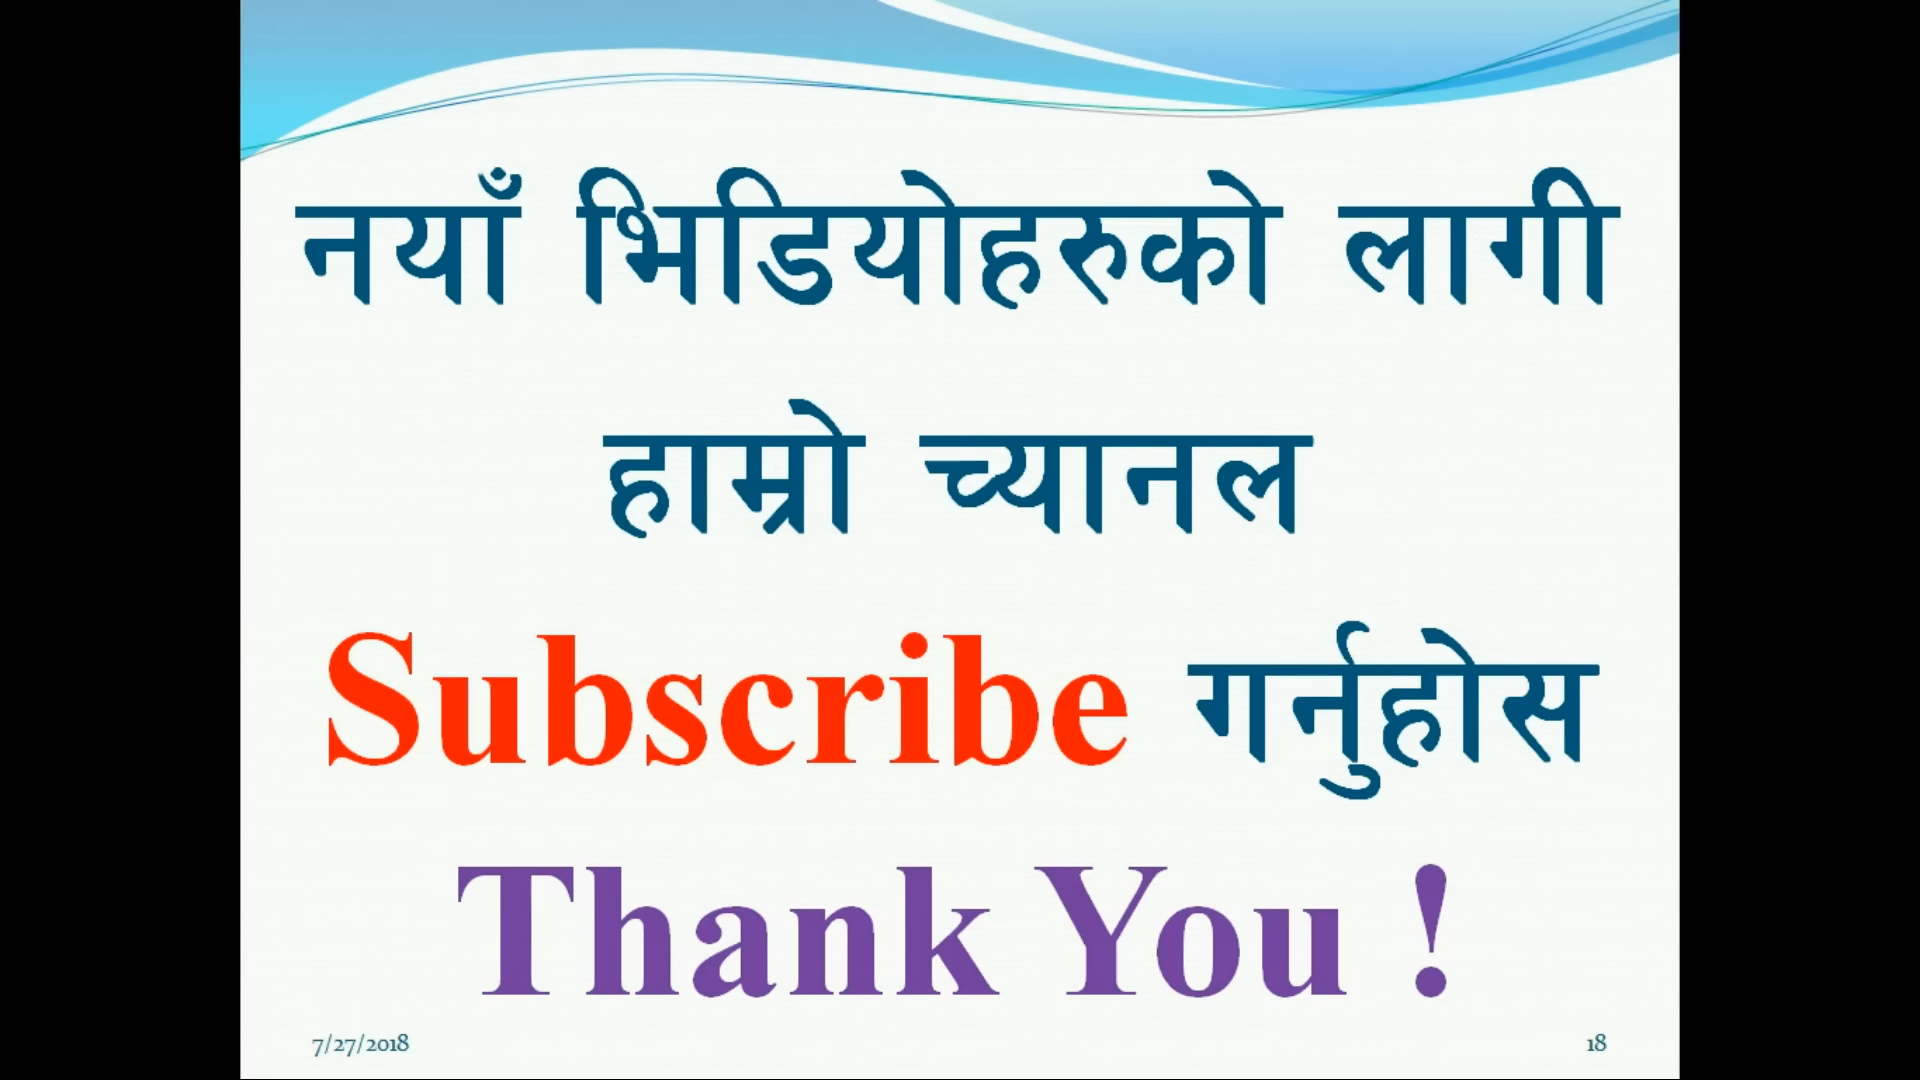 नयाँ भिडियोहरुको लागी
हाम्रो च्यानल
Subscribe गर्नुहोस
Thank You !
7/27/2018
18